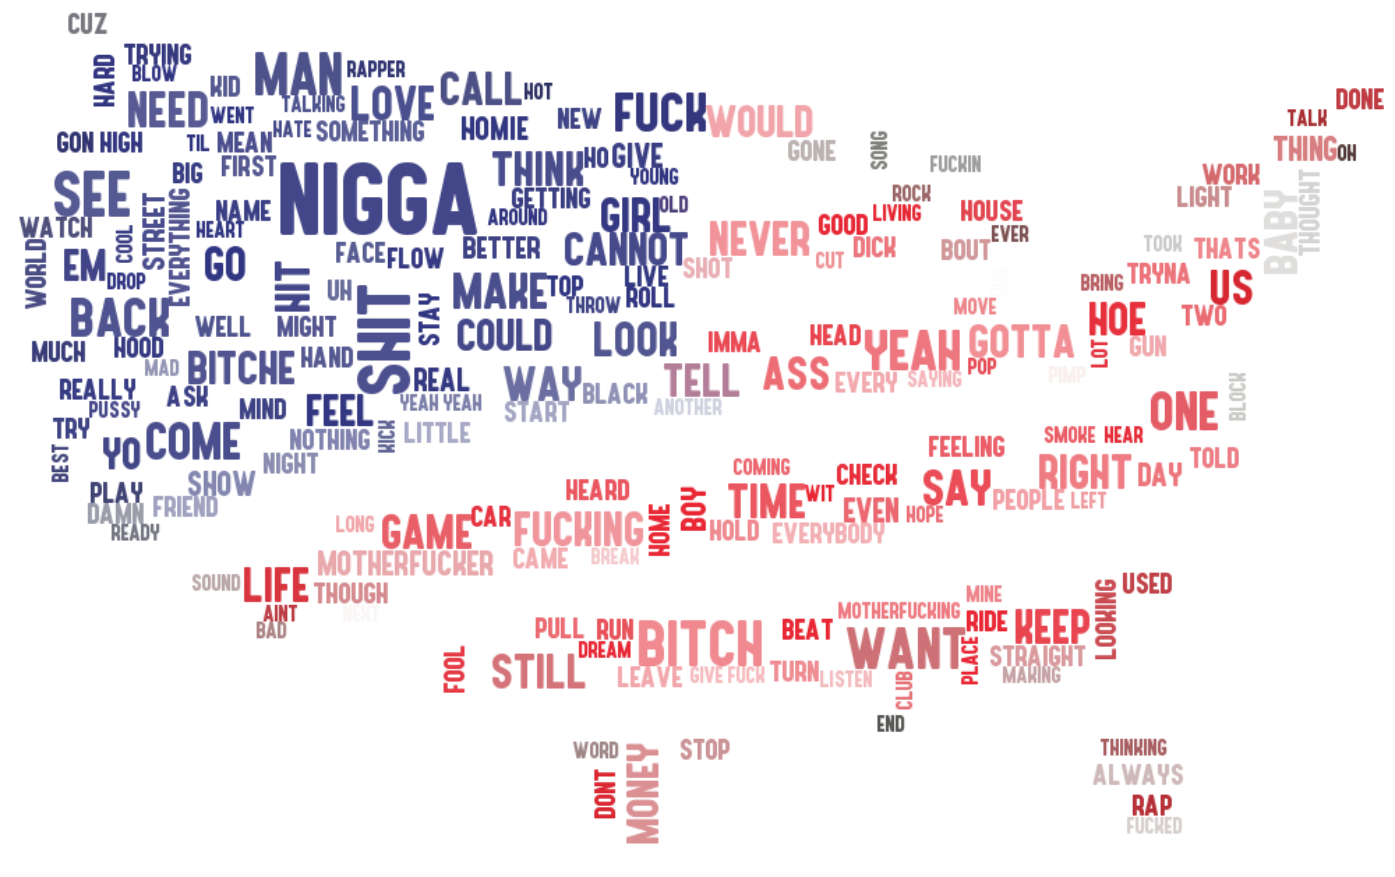 CUZ
TRYING
BLOW
HARD
KID
MAN
RAPPER
TALKING
LOVE
CALL
HOT
NEED
WENT
HATE
SOMETHING
HOMIE
NEW
FUCK
WOULD
GONE
SONG
FUCKIN
DONE
TALK
THING
OH
GON
HIGH
TIL
MEAN
BIG
FIRST
THINK
HO
GIVE
YOUNG
WORK
LIGHT
BABY
THOUGHT
SEE
STREET
EVERYTHING
NAME
HEART
NIGGA
GETTING
AROUND
GIRL
OLD
ROCK
LIVING
GOOD
HOUSE
EVER
WATCH
WORLD
COOL
EM
DROP
GO
FACE
FLOW
BETTER
CANNOT
NEVER
SHOT
CUT
DICK
BOUT
TOOK
THATS
HIT
UH
SHIT
STAY
MAKE
TOP
THROW
LIVE
ROLL
MOVE
BRING
TRYNA
US
BACK
WELL
MIGHT
COULD
LOOK
IMMA
HEAD
YEAH
GOTTA
HOE
LOT
TWO
GUN
MUCH
HOOD
MAD
BITCHE
HAND
REAL
WAY
BLACK
TELL
ASS
EVERY
SAYING
POP
PIMP
REALLY
PUSSY
ASK
MIND
FEEL
YEAH YEAH
START
ANOTHER
ONE
BLOCK
TRY
BEST
YO
COME
NOTHING
KICK
LITTLE
FEELING
SMOKE
HEAR
NIGHT
SHOW
PLAY
DAMN
FRIEND
READY
HEARD
COMING
CHECK
TIME
WIT
SAY
RIGHT
DAY
TOLD
LONG
GAME
CAR
FUCKING
HOME
BOY
HOLD
EVERYBODY
EVEN
HOPE
PEOPLE
LEFT
MOTHERFUCKER
CAME
BREAK
SOUND
LIFE
THOUGH
AINT
BAD
NEXT
MOTHERFUCKING
MINE
LOOKING
USED
PULL
RUN
DREAM
BITCH
BEAT
WANT
RIDE
KEEP
FOOL
STILL
LEAVE
GIVE FUCK
TURN
LISTEN
CLUB
PLACE
STRAIGHT
MAKING
END
WORD
DONT
MONEY
STOP
THINKING
ALWAYS
RAP
FUCKED